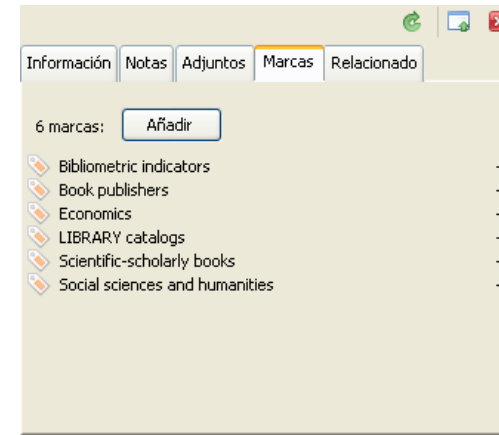 Información Notas Adjuntos Marcas Relacionado
6 marcas: Añadir
Bibliometric indicators
Book publishers
Economics
LIBRARY catalogs
Scientific-scholarly books
Social sciences and humanities